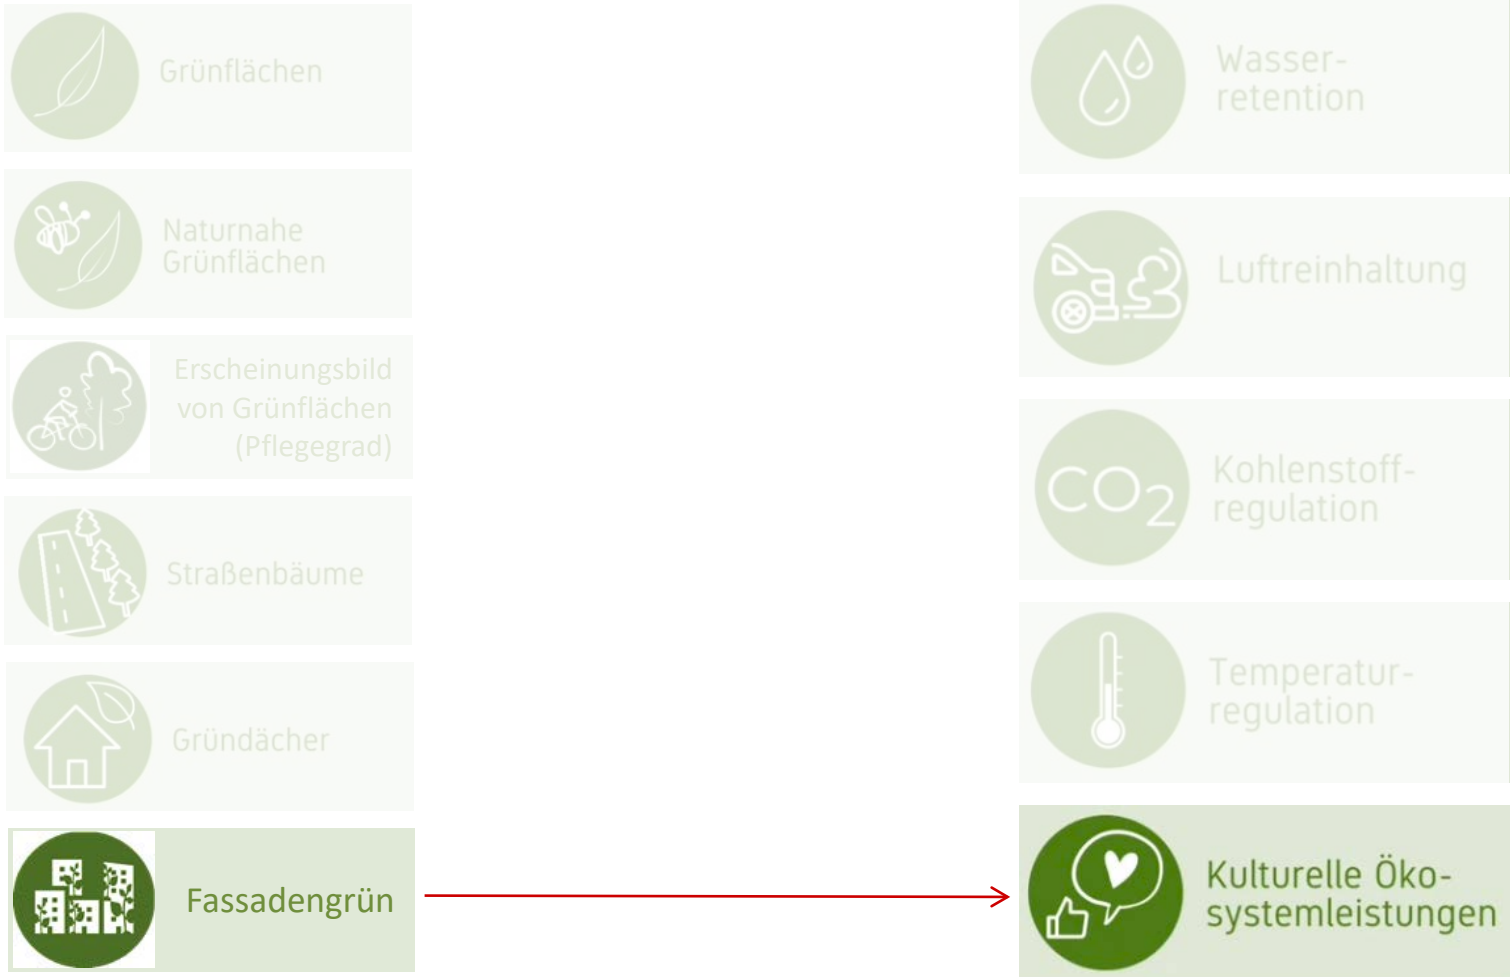 Grünflächen
Naturnahe
Grünflächen
Erscheinungsbild
von Grünflächen
(Pflegegrad)
Straßenbäume
Gründächer
Fassadengrün
Wasser-
retention
Luftreinhaltung
CO2
Kohlenstoff-
regulation
Temperatur-
regulation
Kulturelle Öko-
systemleistungen